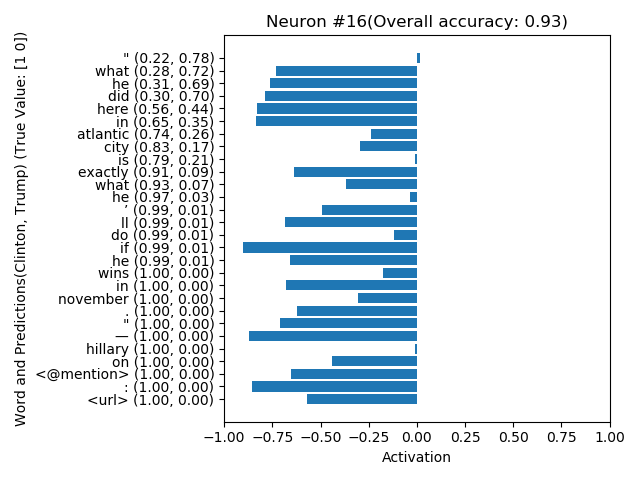 Neuron #16(Overall accuracy: 0.93)
Word and Predictions(Clinton, Trump) (True Value: [1 0])
" (0.22, 0.78)
what (0.28, 0.72)
he (0.31, 0.69)
did (0.30, 0.70)
here (0.56, 0.44)
in (0.65, 0.35)
atlantic (0.74, 0.26)
city (0.83, 0.17)
is (0.79, 0.21)
exactly (0.91, 0.09)
what (0.93, 0.07)
he (0.97, 0.03)
’ (0.99, 0.01)
ll (0.99, 0.01)
do (0.99, 0.01)
if (0.99, 0.01)
he (0.99, 0.01)
wins (1.00, 0.00)
in (1.00, 0.00)
november (1.00, 0.00)
. (1.00, 0.00)
" (1.00, 0.00)
— (1.00, 0.00)
hillary (1.00, 0.00)
on (1.00, 0.00)
<@mention> (1.00, 0.00)
: (1.00, 0.00)
<url> (1.00, 0.00)
−1.00 −0.75 −0.50 −0.25 0.00 0.25 0.50 0.75 1.00
Activation